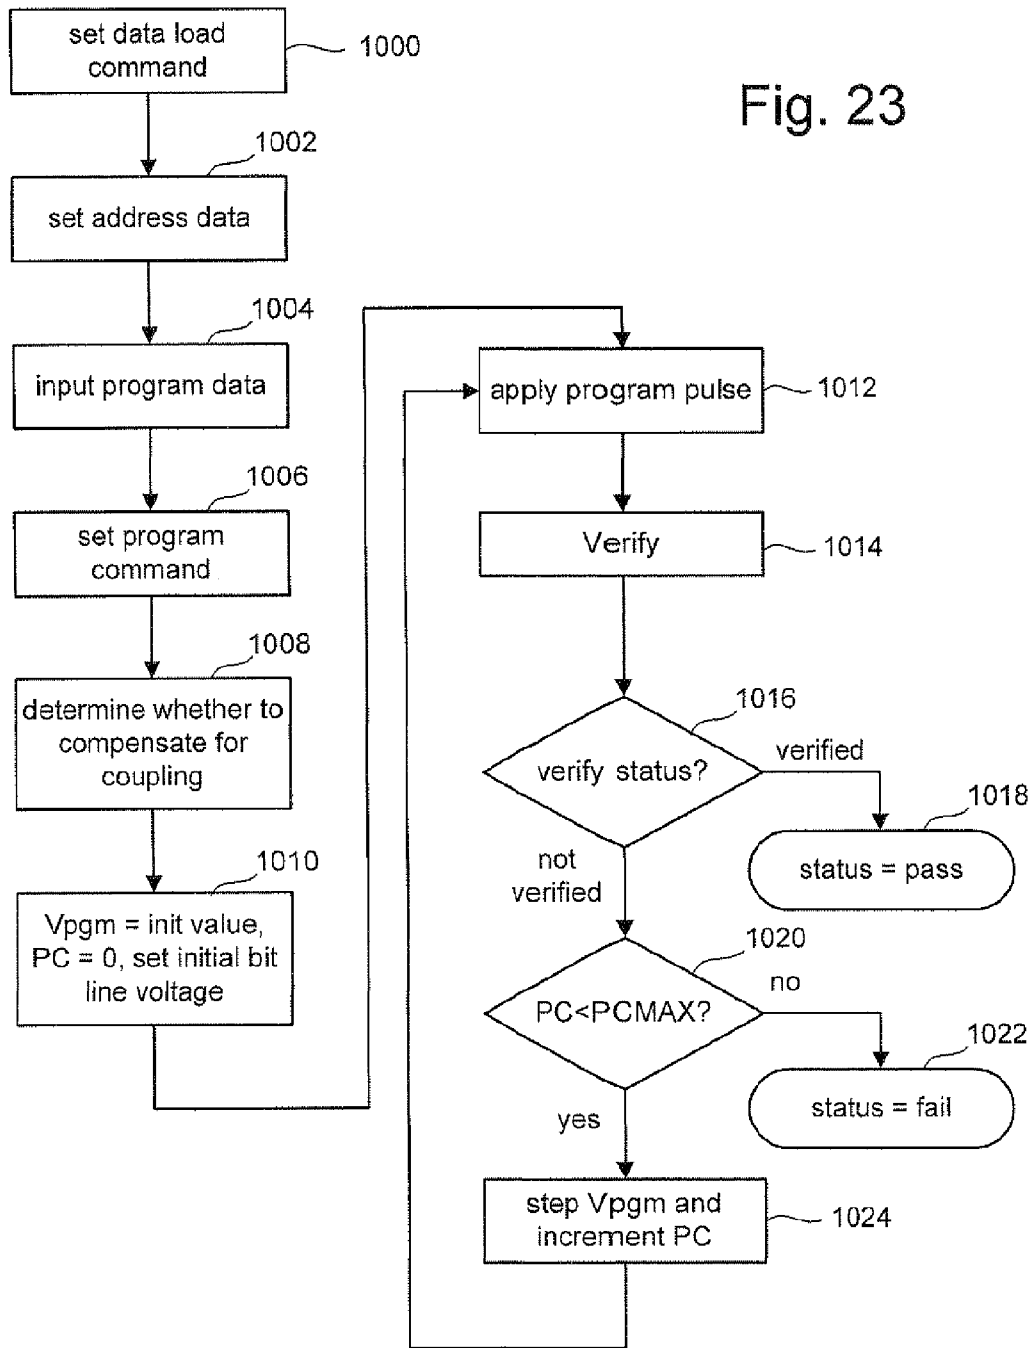 set data load
command
1000
Fig. 23
1002
set address data
1004
input program data
1006
set program
command
1008
determine whether to
compensate for
coupling
1010
Vpgm = init value,
PC = 0, set initial bit
line voltage
apply program pulse
1012
Verify
1014
1016
verify status?
verified
1018
status = pass
not
verified
1020
PC<PCMAX?
no
1022
status = fail
yes
step Vpgm and
increment PC
1024